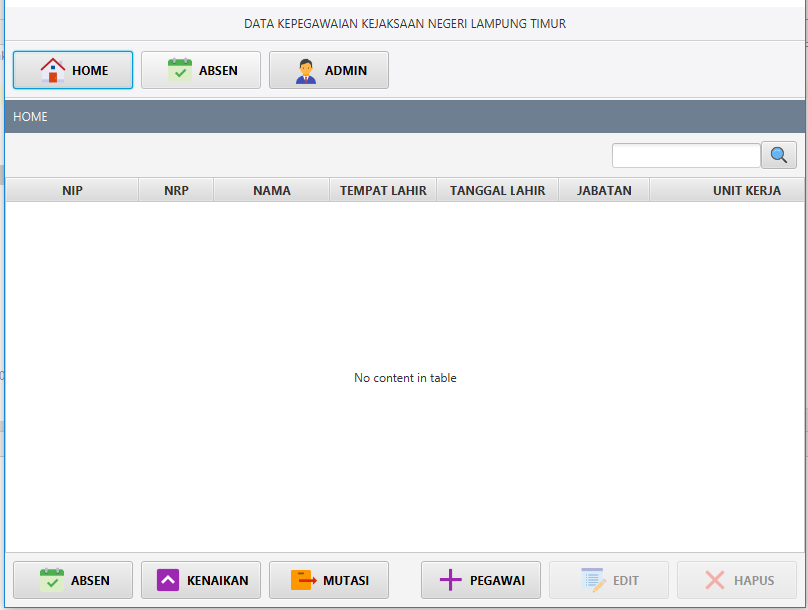 DATA KEPEGAWAIAN KEJAKSAAN NEGERI LAMPUNG TIMUR
HOME ABSEN ADMIN
HOME
NIP NRP NAMA TEMPAT LAHIR TANGGAL LAHIR JABATAN UNIT KERJA
No content in table
ABSEN KENAIKAN MUTASI PEGAWAI EDIT HAPUS